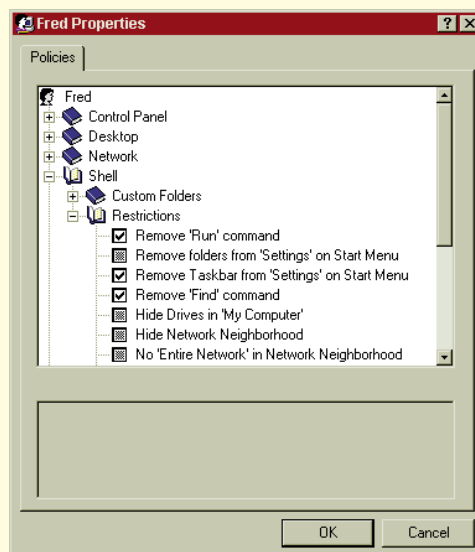 Fred Properties
Policies
Fred
Control Panel
Desktop
Network
Shell
Custom Folders
Restrictions
Remove 'Run' command
Remove folders from 'Settings' on Start Menu
Remove Taskbar from 'Settings' on Start Menu
Remove 'Find' command
Hide Drives in 'My Computer'
Hide Network Neighborhood
No 'Entire Network' in Network Neighborhood
OK Cancel